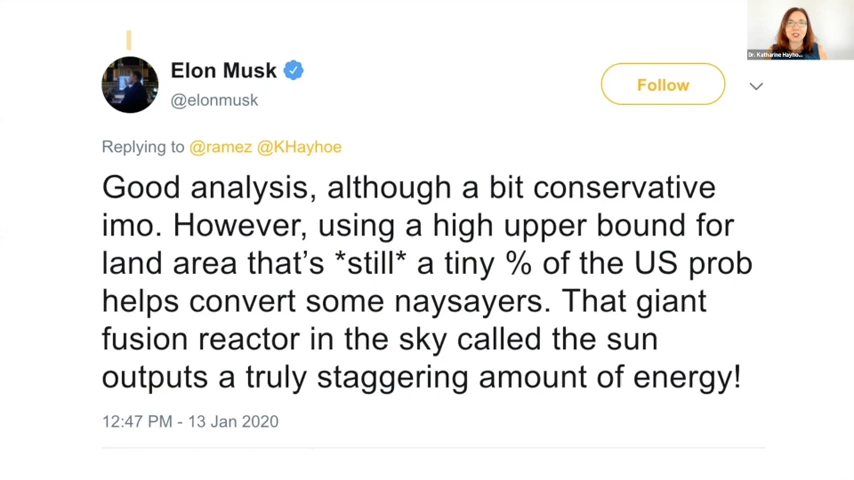 Dr. Katharine Hayho...
Elon Musk
@elonmusk
Follow
Replying to @ramez @KHayhoe
Good analysis, although a bit conservative
imo. However, using a high upper bound for
land area that's *still* a tiny % of the US prob
helps convert some naysayers. That giant
fusion reactor in the sky called the sun
outputs a truly staggering amount of energy!
12:47 PM - 13 Jan 2020